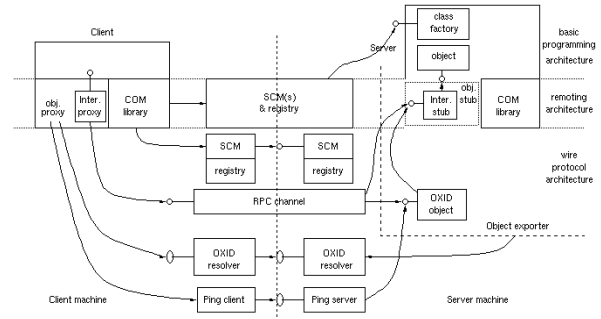 Client
class
factory
Server
object
basic
programming
architecture
obj.
proxy
Inter.
proxy
COM
library
SCM(s)
& registry
Inter.
stub
obj.
stub
COM
library
remoting
architecture
SCM
registry
SCM
registry
wire
protocol
architecture
RPC channel
OXID
object
Object exporter
OXID
resolver
OXID
resolver
Client machine
Ping client
Ping server
Server machine